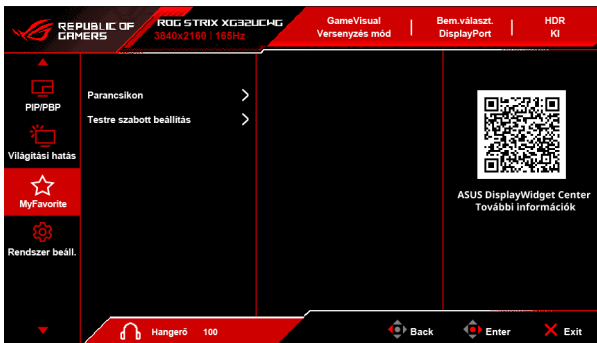 REPUBLIC OF
GAMERS
ROG STRIX XG32UCWG
3840x2160 | 165Hz
GameVisual
Versenyzés mód
Bem.választ.
DisplayPort
HDR
KI
PIP/PBP
Világítási hatás
MyFavorite
Rendszer beáll.
Parancsikon
Testre szabott beállítás
ASUS DisplayWidget Center
További információk
Hangerő 100
Back
Enter
Exit